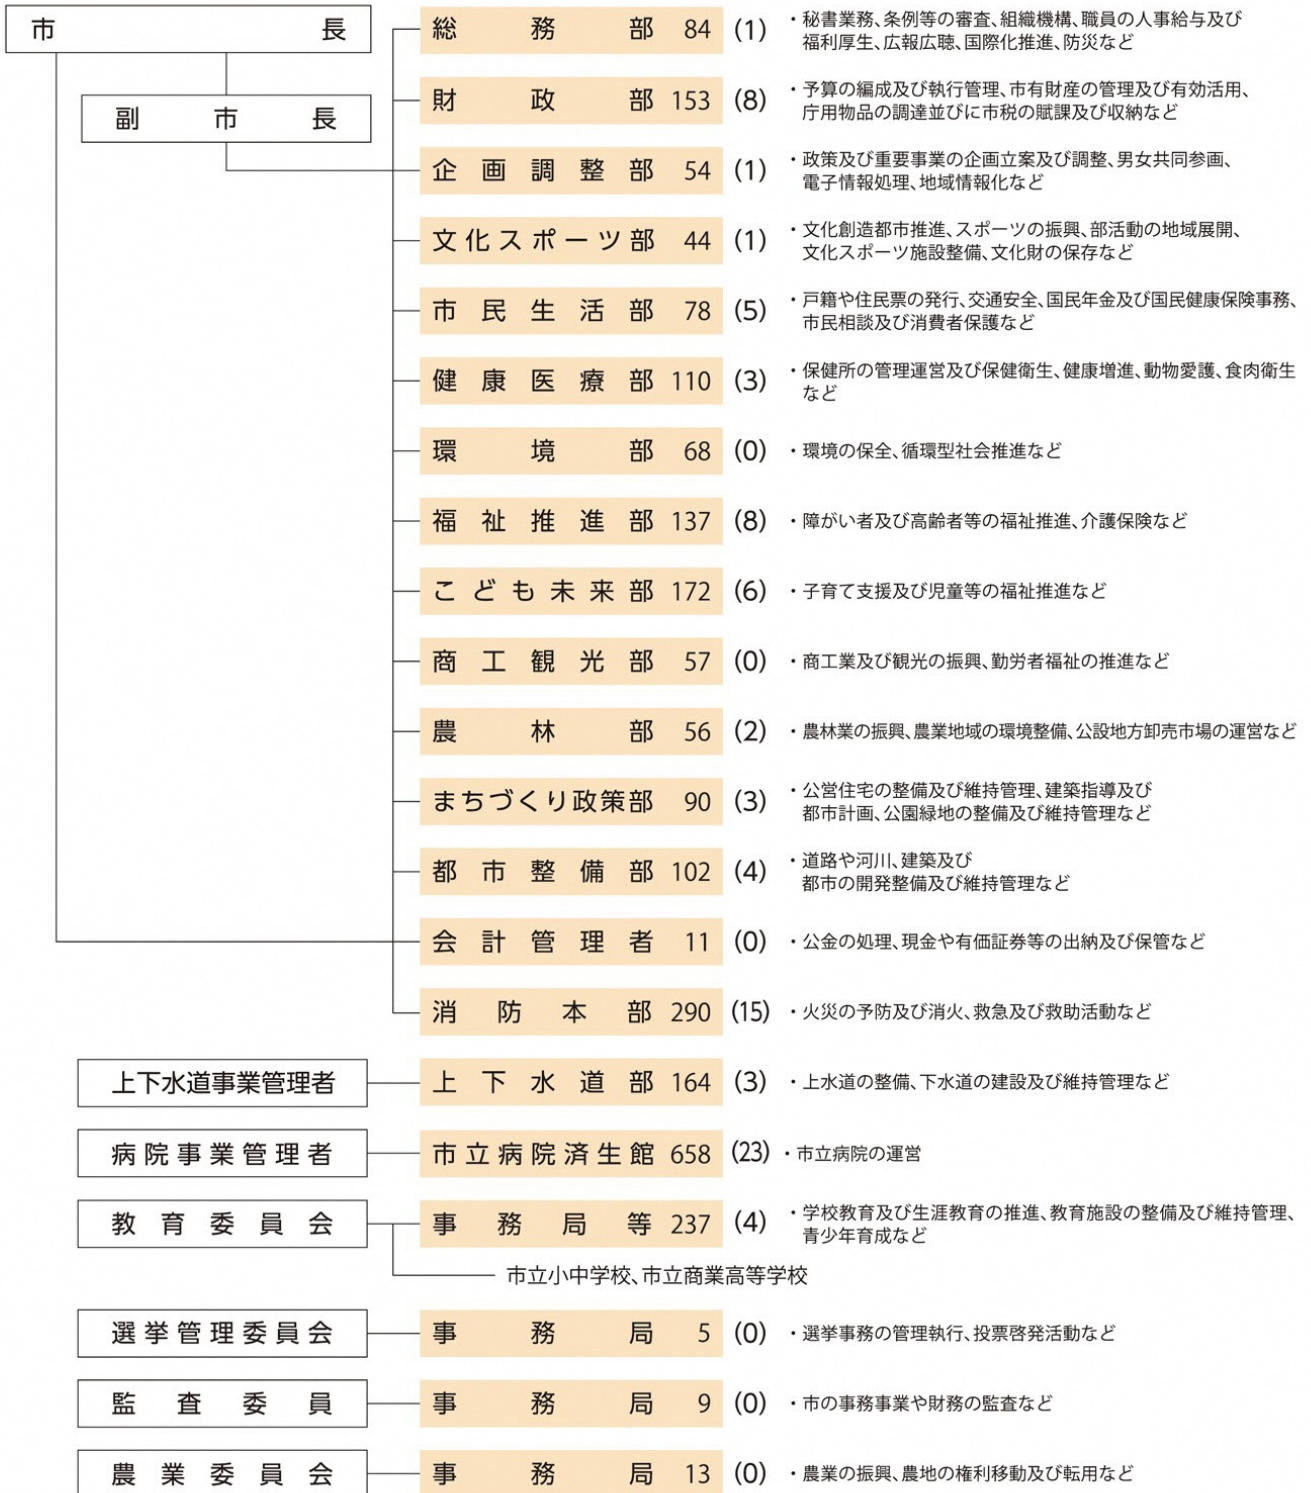 市長
副市長
総務部 84 (1) ・秘書業務、条例等の審査、組織機構、職員の人事給与及び
福利厚生、広報広聴、国際化推進、防災など
財政部 153 (8) ・予算の編成及び執行管理、市有財産の管理及び有効活用、
庁用物品の調達並びに市税の賦課及び収納など
企画調整部 54 (1) ・政策及び重要事業の企画立案及び調整、男女共同参画、
電子情報処理、地域情報化など
文化スポーツ部 44 (1) ・文化創造都市推進、スポーツの振興、部活動の地域展開、
文化スポーツ施設整備、文化財の保存など
市民生活部 78 (5) ・戸籍や住民票の発行、交通安全、国民年金及び国民健康保険事務、
市民相談及び消費者保護など
健康医療部 110 (3) ・保健所の管理運営及び保健衛生、健康増進、動物愛護、食肉衛生
など
環境部 68 (0) ・環境の保全、循環型社会推進など
福祉推進部 137 (8) ・障がい者及び高齢者等の福祉推進、介護保険など
こども未来部 172 (6) ・子育て支援及び児童等の福祉推進など
商工観光部 57 (0) ・商工業及び観光の振興、勤労者福祉の推進など
農林部 56 (2) ・農林業の振興、農業地域の環境整備、公設地方卸売市場の運営など
まちづくり政策部 90 (3) ・公営住宅の整備及び維持管理、建築指導及び
都市計画、公園緑地の整備及び維持管理など
都市整備部 102 (4) ・道路や河川、建築及び
都市の開発整備及び維持管理など
会計管理者 11 (0) ・公金の処理、現金や有価証券等の出納及び保管など
消防本部 290 (15) ・火災の予防及び消火、救急及び救助活動など
上下水道事業管理者 上下水道部 164 (3) ・上水道の整備、下水道の建設及び維持管理など
病院事業管理者 市立病院済生館 658 (23) ・市立病院の運営
教育委員会 事務局等 237 (4) ・学校教育及び生涯教育の推進、教育施設の整備及び維持管理、
青少年育成など
市立小中学校、市立商業高等学校
選挙管理委員会 事務局 5 (0) ・選挙事務の管理執行、投票啓発活動など
監査委員 事務局 9 (0) ・市の事務事業や財務の監査など
農業委員会 事務局 13 (0) ・農業の振興、農地の権利移動及び転用など